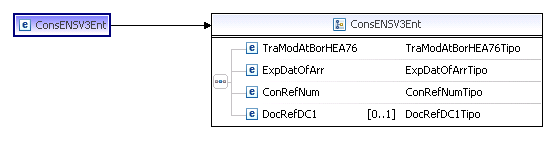 ConsENSV3Ent
ConsENSV3Ent
TraModAtBorHEA76 TraModAtBorHEA76Tipo
ExpDatOfArr ExpDatOfArrTipo
ConRefNum ConRefNumTipo
DocRefDC1 [0..1] DocRefDC1Tipo